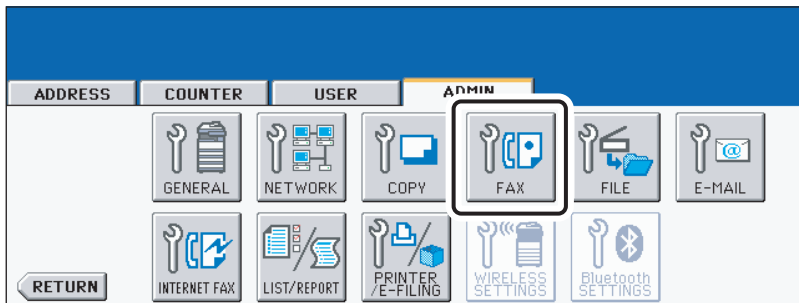 ADDRESS COUNTER USER ADMIN
GENERAL NETWORK COPY FAX FILE E-MAIL
@
RETURN INTERNET FAX LIST/REPORT PRINTER
/E-FILING WIRELESS
SETTINGS Bluetooth
SETTINGS